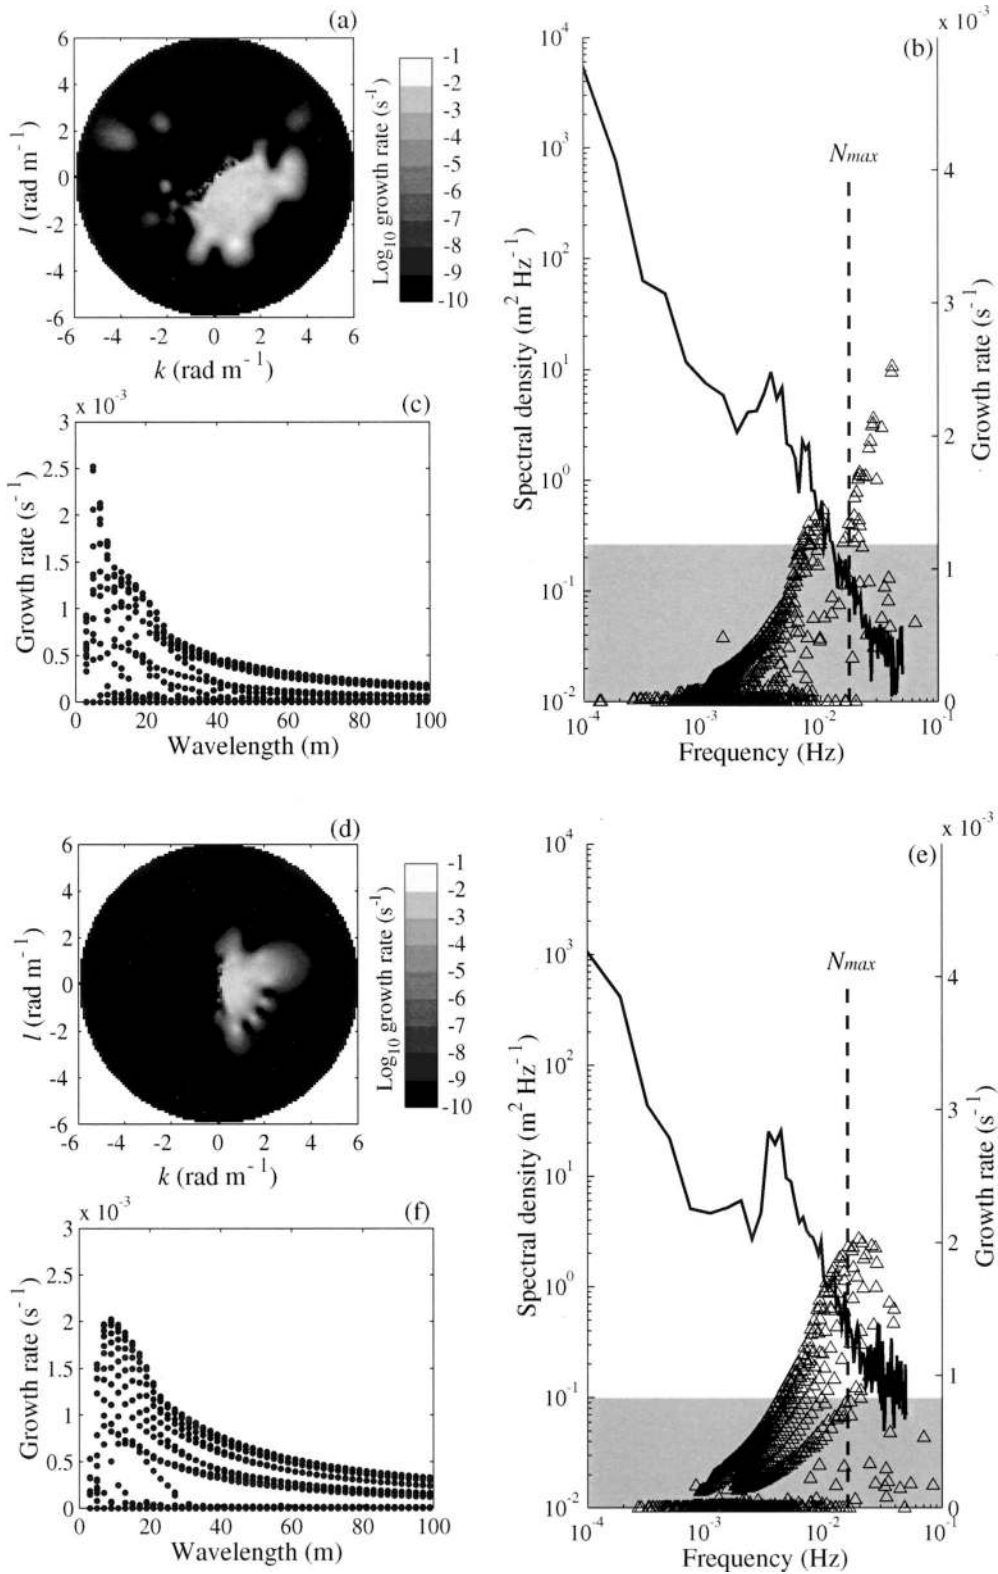 (a)
6
4
2
0
-2
-4
-6
l (rad m⁻¹)
-6 -4 -2 0 2 4 6
k (rad m⁻¹)
-1
-2
-3
-4
-5
-6
-7
-8
-9
-10
Log₁₀ growth rate (s⁻¹)
(b)
x 10⁻³
10⁴
10³
10²
10¹
10⁰
10⁻¹
10⁻²
Spectral density (m² Hz⁻¹)
Nmax
4
3
2
1
0
Growth rate (s⁻¹)
10⁻⁴ 10⁻³ 10⁻² 10⁻¹
Frequency (Hz)
(c)
x 10⁻³
3
2.5
2
1.5
1
0.5
0
Growth rate (s⁻¹)
0 20 40 60 80 100
Wavelength (m)
(d)
6
4
2
0
-2
-4
-6
l (rad m⁻¹)
-6 -4 -2 0 2 4 6
k (rad m⁻¹)
-1
-2
-3
-4
-5
-6
-7
-8
-9
-10
Log₁₀ growth rate (s⁻¹)
(e)
x 10⁻³
10⁴
10³
10²
10¹
10⁰
10⁻¹
10⁻²
Spectral density (m² Hz⁻¹)
Nmax
4
3
2
1
0
Growth rate (s⁻¹)
10⁻⁴ 10⁻³ 10⁻² 10⁻¹
Frequency (Hz)
(f)
x 10⁻³
3
2.5
2
1.5
1
0.5
0
Growth rate (s⁻¹)
0 20 40 60 80 100
Wavelength (m)